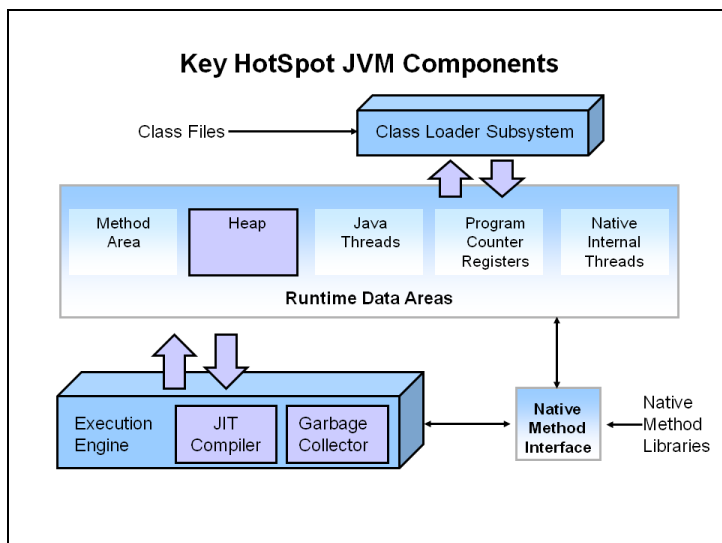 Key HotSpot JVM Components
Class Files
Class Loader Subsystem
Method
Area
Heap
Java
Threads
Program
Counter
Registers
Native
Internal
Threads
Runtime Data Areas
Execution
Engine
JIT
Compiler
Garbage
Collector
Native
Method
Interface
Native
Method
Libraries